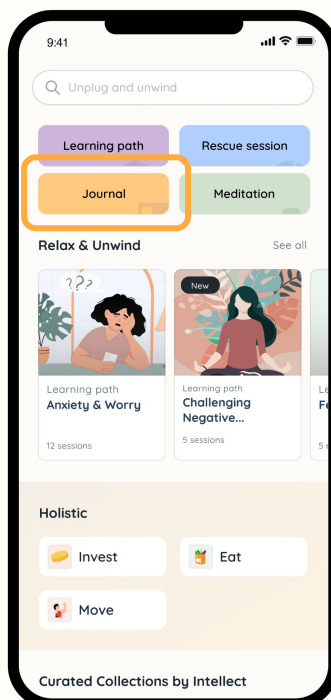 9:41
Unplug and unwind
Learning path
Rescue session
Journal
Meditation
Relax & Unwind
See all
???
New
Learning path
Anxiety & Worry
12 sessions
Learning path
Challenging
Negative...
5 sessions
Holistic
Invest
Eat
Move
Curated Collections by Intellect